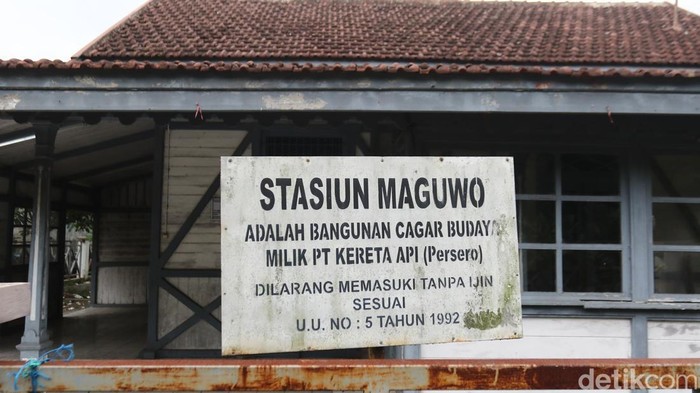 STASIUN MAGUWO
ADALAH BANGUNAN CAGAR BUDAYA
MILIK PT KERETA API (Persero)
DILARANG MEMASUKI TANPA IJIN
SESUAI
U.U. NO : 5 TAHUN 1992
detikcom